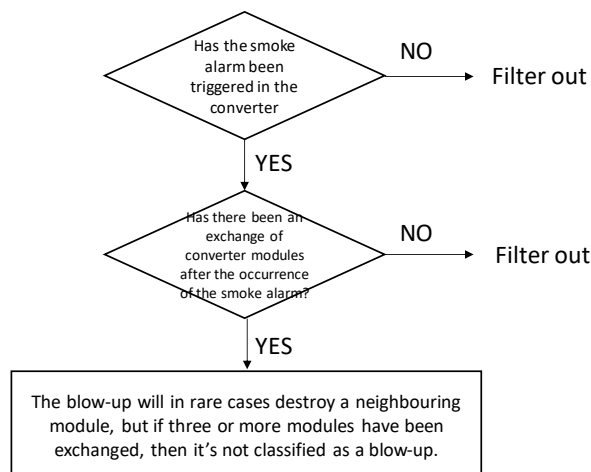 Has the smoke
alarm been
triggered in the
converter
NO
Filter out
YES
Has there been an
exchange of
converter modules
after the occurrence
of the smoke alarm?
NO
Filter out
YES
The blow-up will in rare cases destroy a neighbouring
module, but if three or more modules have been
exchanged, then it's not classified as a blow-up.